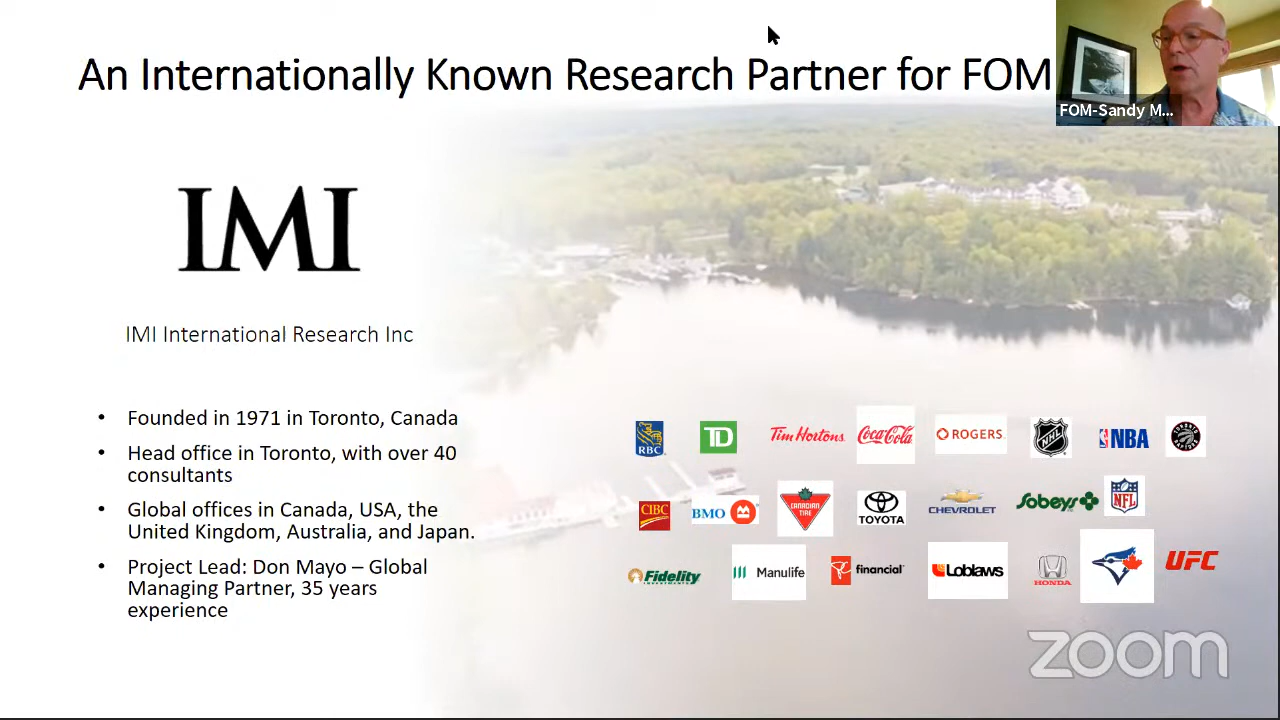 An Internationally Known Research Partner for FOM
FOM-Sandy M...
IMI
IMI International Research Inc
• Founded in 1971 in Toronto, Canada
• Head office in Toronto, with over 40
consultants
• Global offices in Canada, USA, the
United Kingdom, Australia, and Japan.
• Project Lead: Don Mayo – Global
Managing Partner, 35 years
experience
RBC
TD
Tim Hortons
Coca-Cola
ROGERS
NHL
NBA
CIBC
BMO
CANADIAN
TIRE
TOYOTA
CHEVROLET
Sobeys
NFL
Fidelity
Manulife
financial
Loblaws
HONDA
UFC
zoom